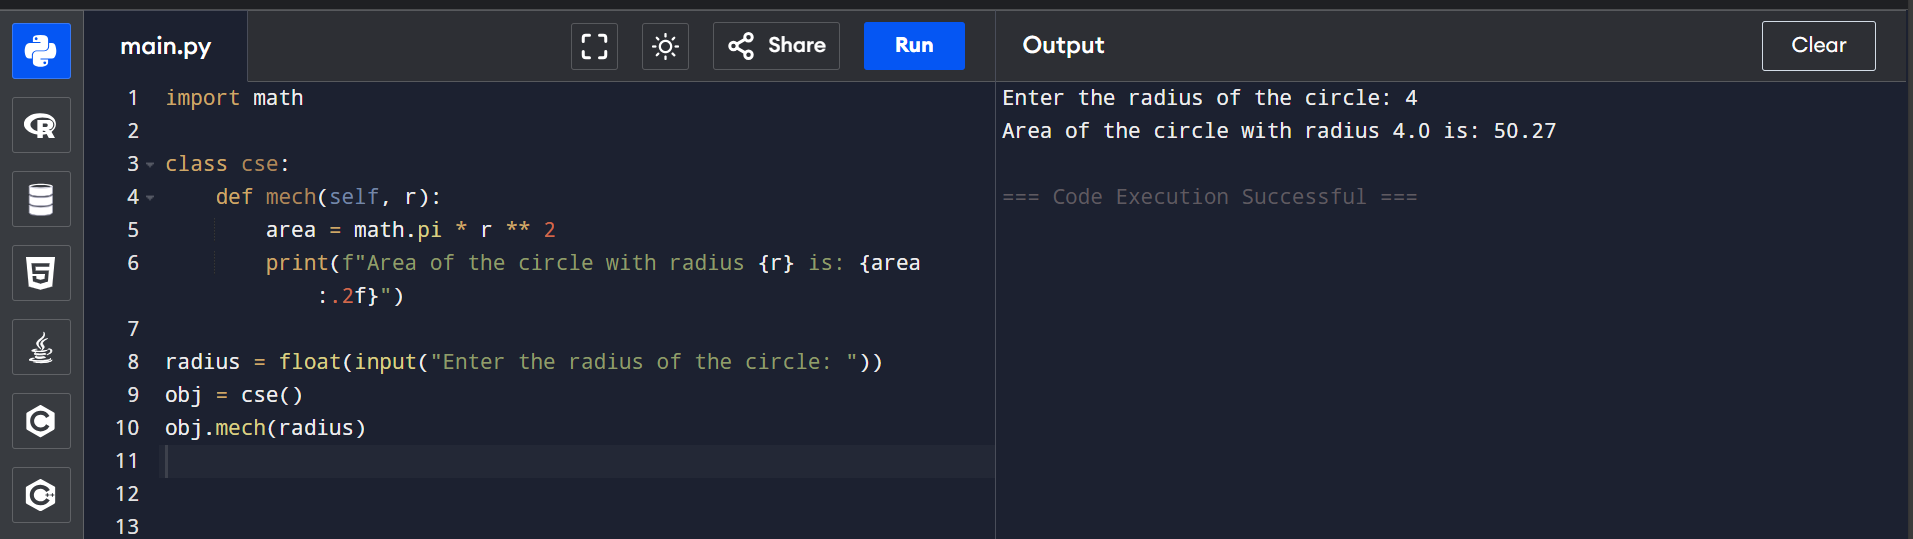 main.py
Share
Run
Output
Clear
1 import math
2
3 class cse:
4     def mech(self, r):
5         area = math.pi * r ** 2
6         print(f"Area of the circle with radius {r} is: {area
            :.2f}")
7
8 radius = float(input("Enter the radius of the circle: "))
9 obj = cse()
10 obj.mech(radius)
11
12
13
Enter the radius of the circle: 4
Area of the circle with radius 4.0 is: 50.27
=== Code Execution Successful ===
R
5
C
C++